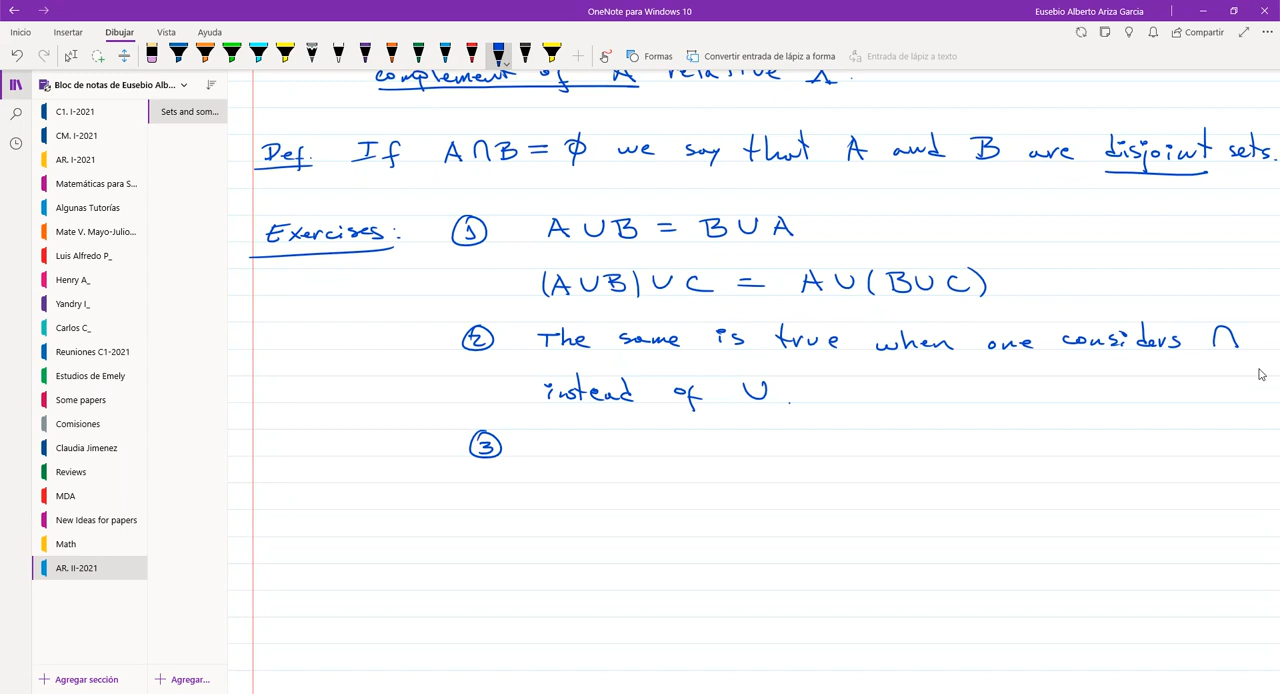 OneNote para Windows 10
Eusebio Alberto Ariza Garcia
Inicio
Insertar
Dibujar
Vista
Ayuda
Compartir
Formas
Convertir entrada de lápiz a forma
Entrada de lápiz a texto
Bloc de notas de Eusebio Alb...
C1. I-2021
CM. I-2021
AR. I-2021
Matemáticas para S...
Algunas Tutorías
Mate V. Mayo-Julio...
Luis Alfredo P_
Henry A_
Yandry I_
Carlos C_
Reuniones C1-2021
Estudios de Emely
Some papers
Comisiones
Claudia Jimenez
Reviews
MDA
New Ideas for papers
Math
AR. II-2021
Agregar sección
Sets and som...
Agregar...
complement of A relative
Def. If A∩B = ϕ we say that A and B are disjoint sets.
Exercises: ① A∪B = B∪A
(A∪B)∪C = A∪(B∪C)
② The same is true when one considers ∩
instead of ∪.
③